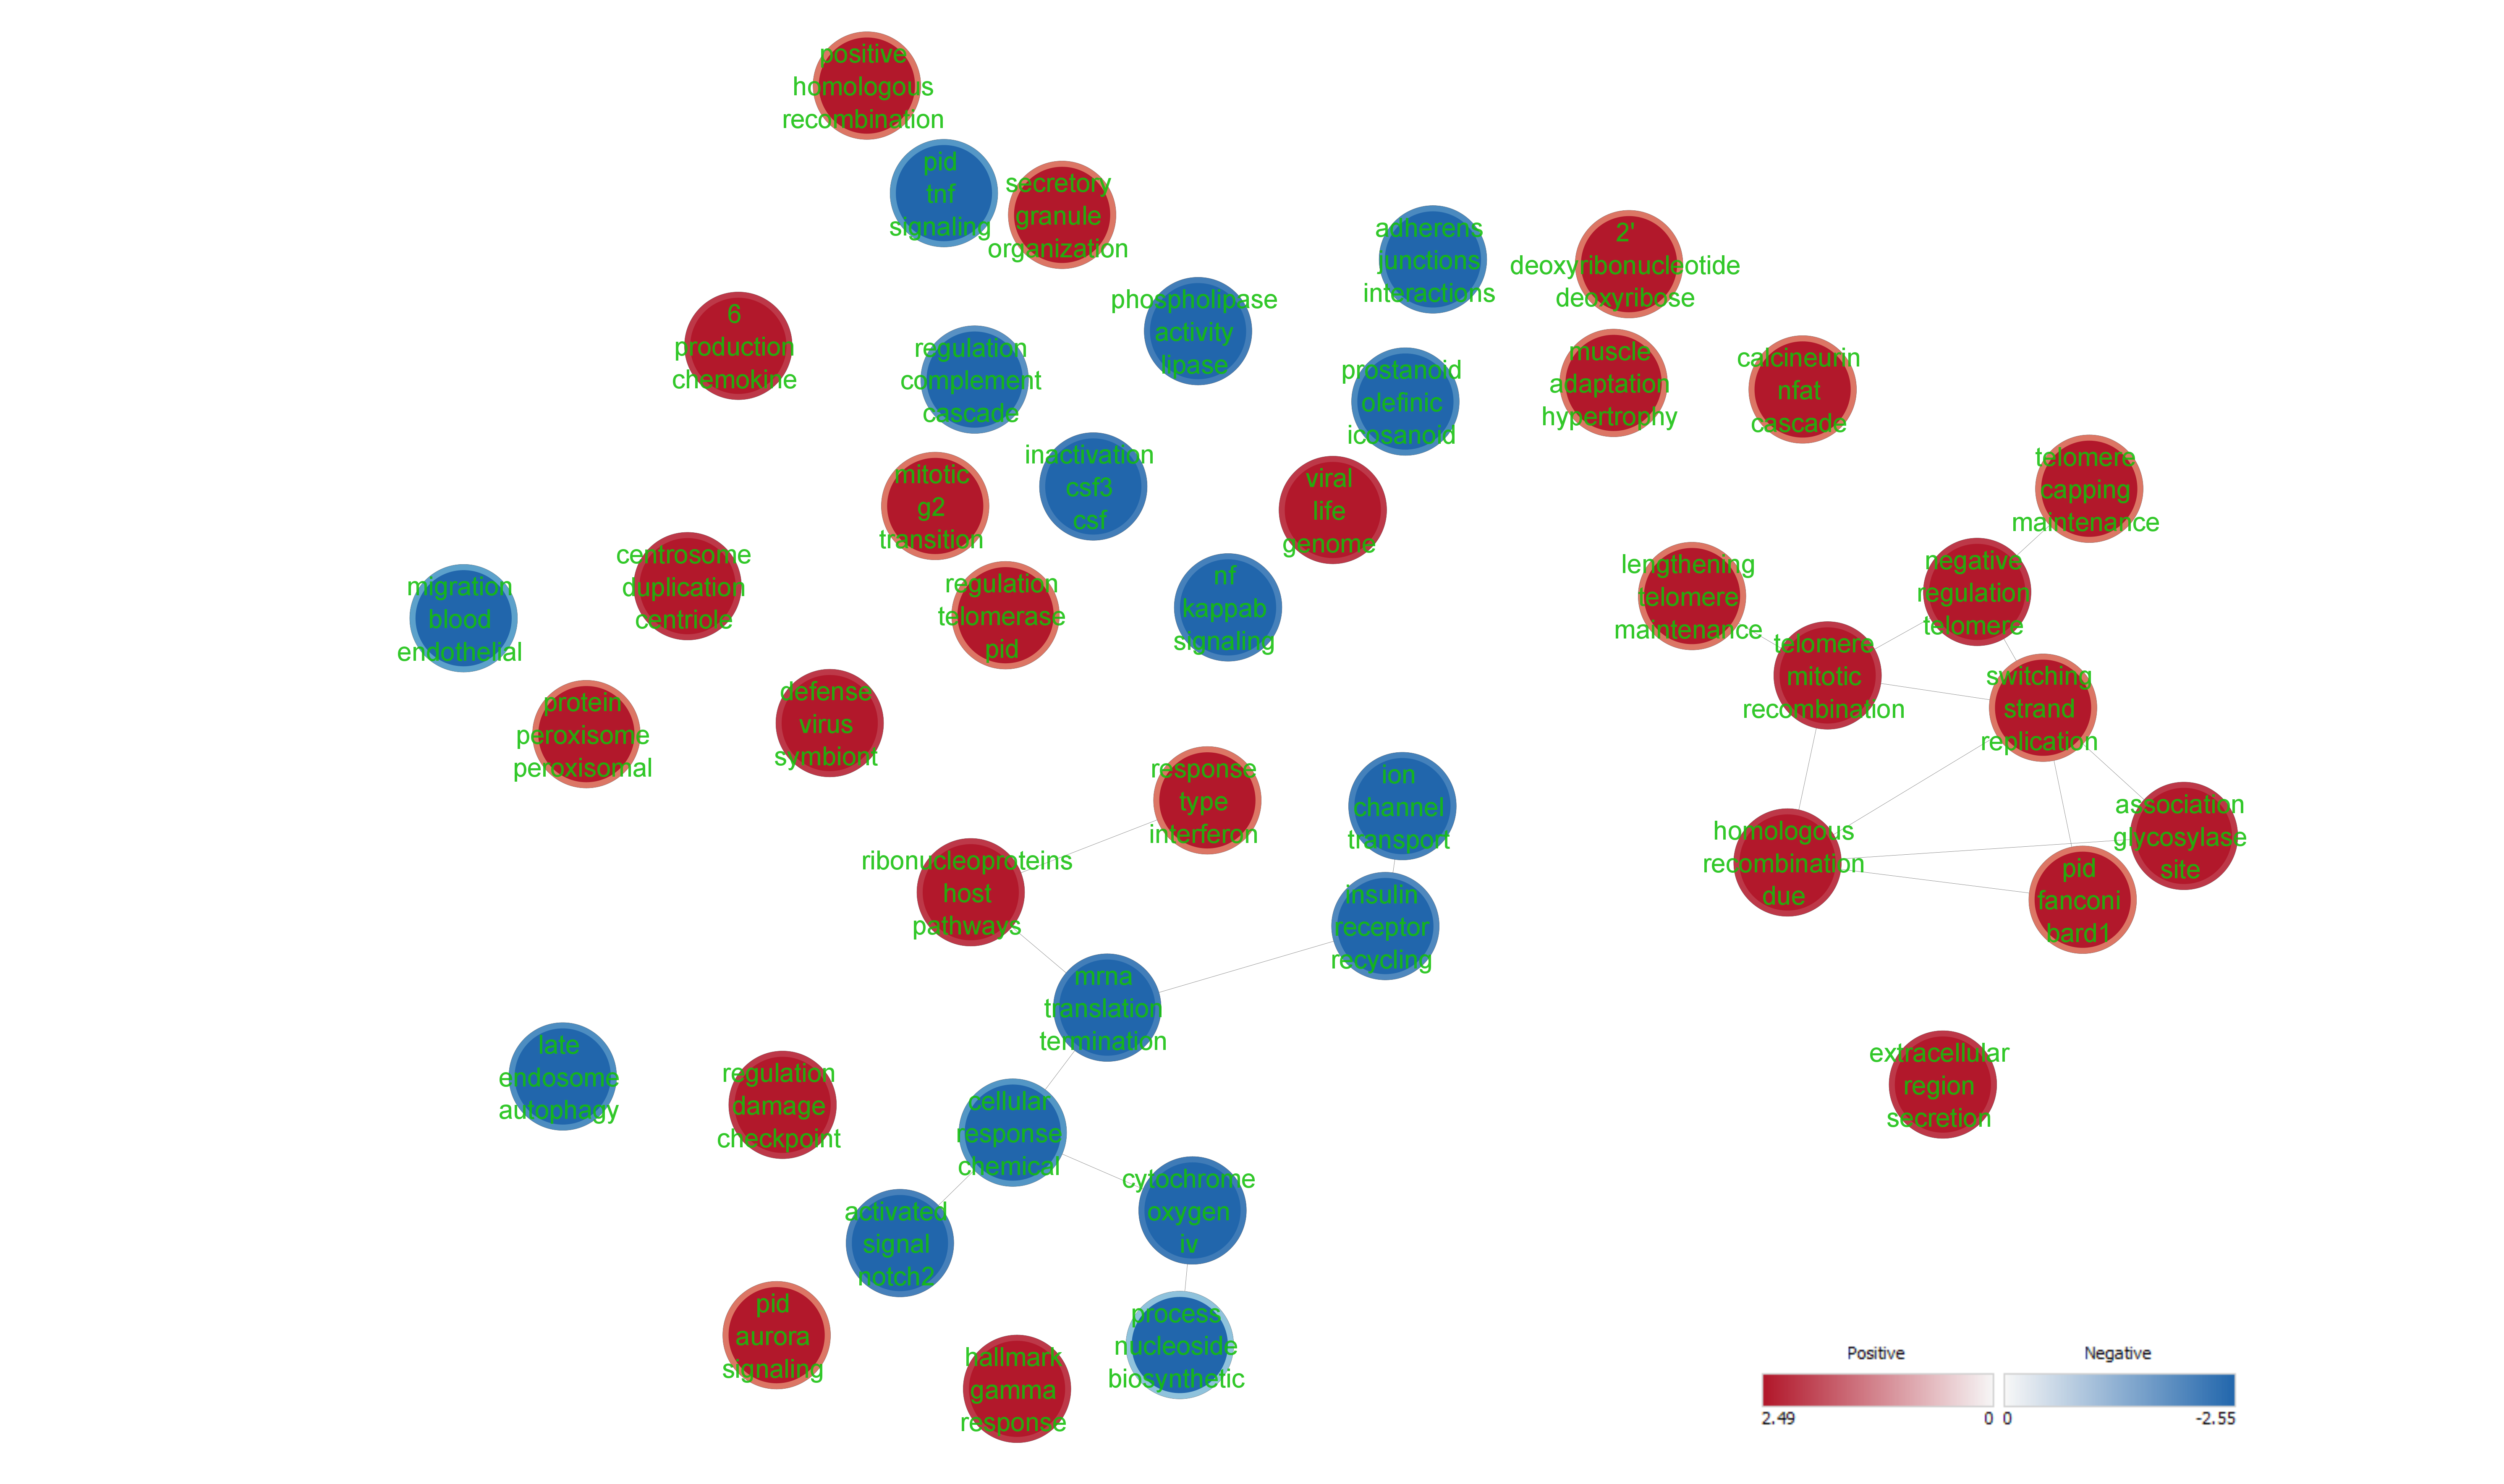 positive
homologous
recombination
pid
tnf
signaling
secretory
granule
organization
adherens
junctions
interactions
2'
deoxyribonucleotide
deoxyribose
phospholipase
activity
lipase
6
production
chemokine
regulation
complement
cascade
prostanoid
olefinic
icosanoid
muscle
adaptation
hypertrophy
calcineurin
nfat
cascade
inactivation
csf3
csf
mitotic
g2
transition
viral
life
genome
telomere
capping
maintenance
centrosome
duplication
centriole
migration
blood
endothelial
regulation
telomerase
pid
nf
kappab
signaling
lengthening
telomere
maintenance
negative
regulation
telomere
telomere
mitotic
recombination
switching
strand
replication
protein
peroxisome
peroxisomal
defense
virus
symbiont
response
type
interferon
ion
channel
transport
association
glycosylase
site
homologous
recombination
due
pid
fanconi
bard1
ribonucleoproteins
host
pathways
insulin
receptor
recycling
mrna
translation
termination
late
endosome
autophagy
regulation
damage
checkpoint
extracellular
region
secretion
cellular
response
chemical
cytochrome
oxygen
iv
activated
signal
notch2
pid
aurora
signaling
process
nucleoside
biosynthetic
hallmark
gamma
response
Positive
Negative
2.49
0
0
-2.55